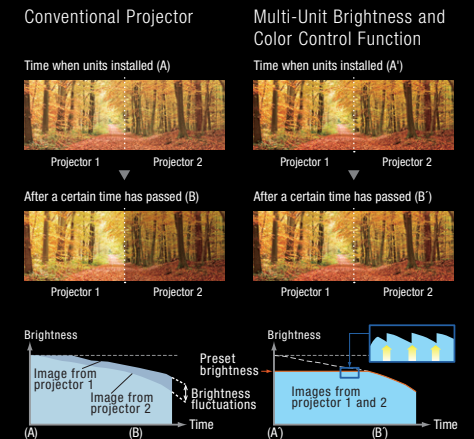 Conventional Projector
Time when units installed (A)
Projector 1
Projector 2
After a certain time has passed (B)
Projector 1
Projector 2
Brightness
Image from
projector 1
Image from
projector 2
Brightness
fluctuations
Time
(A)
(B)
Multi-Unit Brightness and
Color Control Function
Time when units installed (A')
Projector 1
Projector 2
After a certain time has passed (B´)
Projector 1
Projector 2
Brightness
Preset
brightness
Images from
projector 1 and 2
Time
(A´)
(B´)